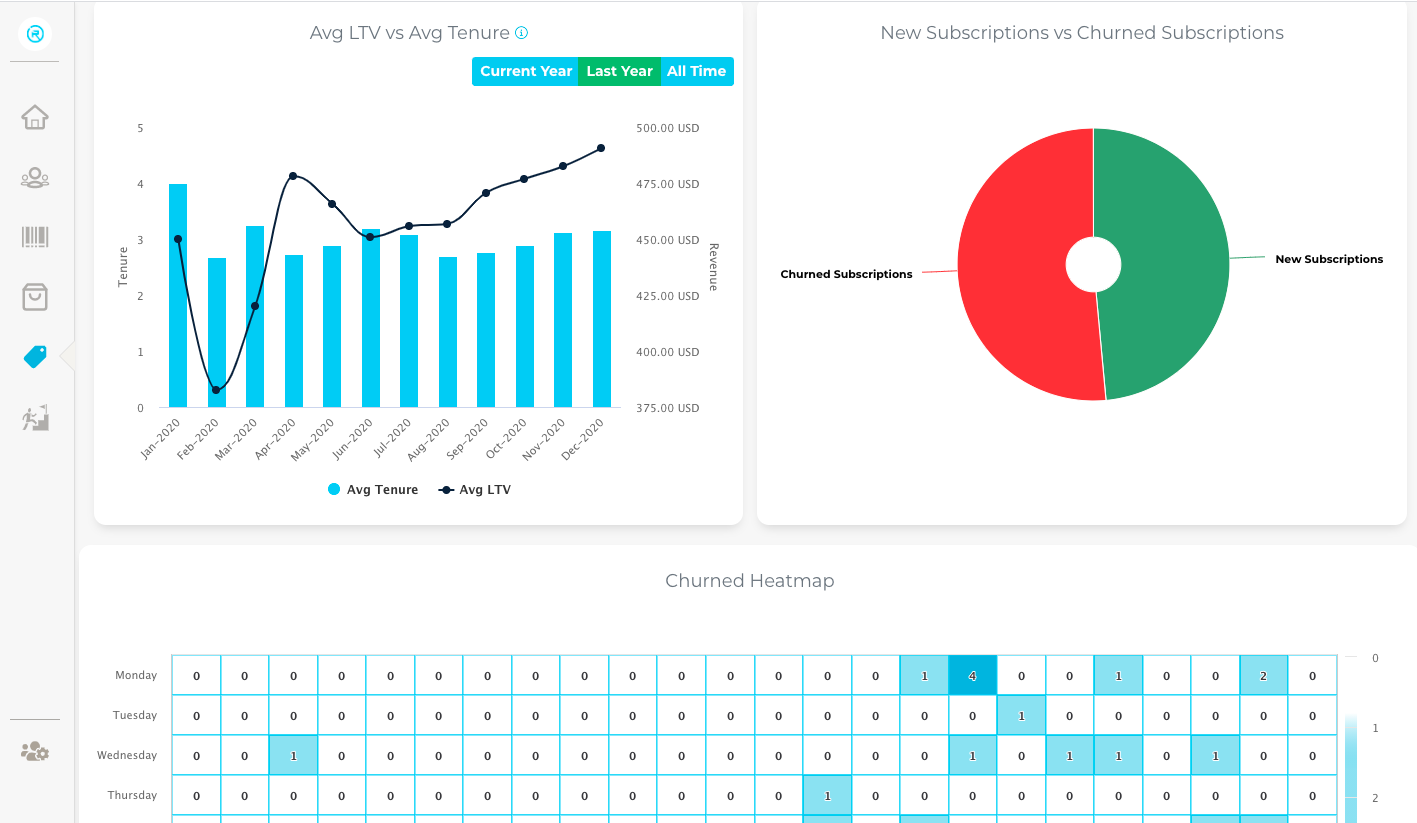 Avg LTV vs Avg Tenure
Current Year Last Year All Time
5
4
3
2
1
0
Tenure
500.00 USD
475.00 USD
450.00 USD
425.00 USD
400.00 USD
375.00 USD
Revenue
Jan-2020 Feb-2020 Mar-2020 Apr-2020 May-2020 Jun-2020 Jul-2020 Aug-2020 Sep-2020 Oct-2020 Nov-2020 Dec-2020
Avg Tenure Avg LTV
New Subscriptions vs Churned Subscriptions
New Subscriptions
Churned Subscriptions
Churned Heatmap
Monday 0 0 0 0 0 0 0 0 0 0 0 0 0 0 0 1 4 0 0 1 0 0 2 0
Tuesday 0 0 0 0 0 0 0 0 0 0 0 0 0 0 0 0 0 1 0 0 0 0 0 0
Wednesday 0 0 1 0 0 0 0 0 0 0 0 0 0 0 0 0 1 0 1 1 0 1 0 0
Thursday 0 0 0 0 0 0 0 0 0 0 0 0 0 1 0 0 0 0 0 0 0 0 0 0
0
1
2